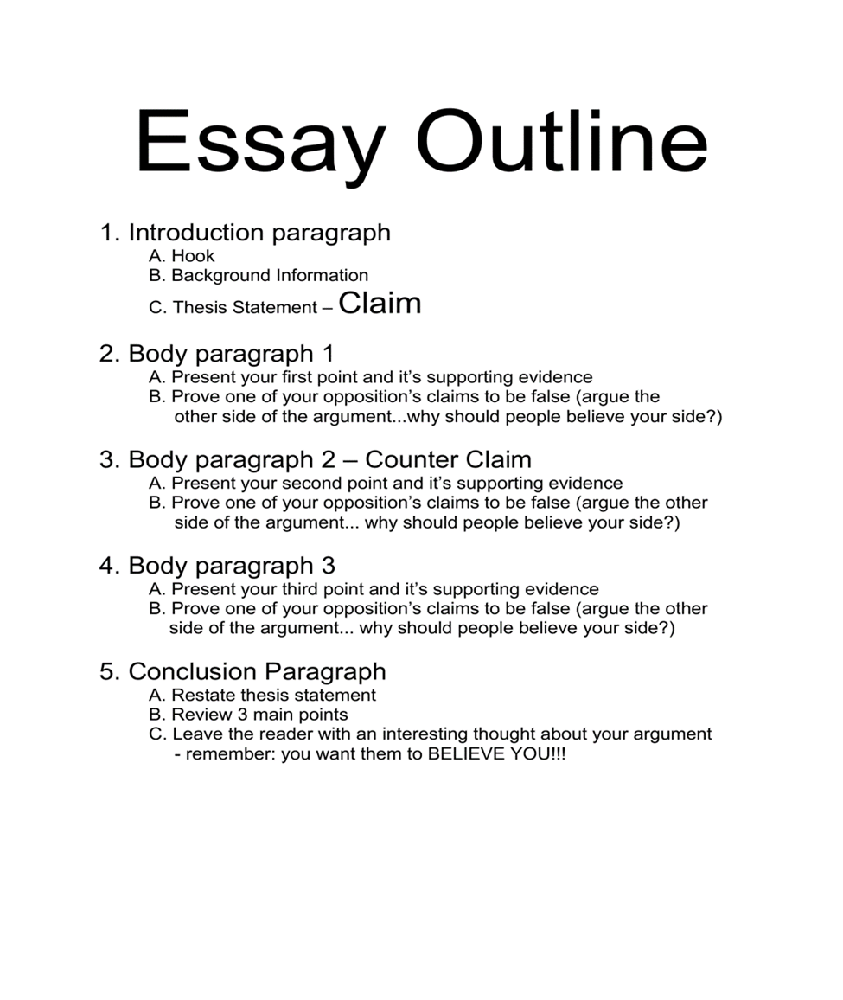 Essay Outline
1. Introduction paragraph
A. Hook
B. Background Information
C. Thesis Statement – Claim
2. Body paragraph 1
A. Present your first point and it’s supporting evidence
B. Prove one of your opposition’s claims to be false (argue the
other side of the argument...why should people believe your side?)
3. Body paragraph 2 – Counter Claim
A. Present your second point and it’s supporting evidence
B. Prove one of your opposition’s claims to be false (argue the other
side of the argument... why should people believe your side?)
4. Body paragraph 3
A. Present your third point and it’s supporting evidence
B. Prove one of your opposition’s claims to be false (argue the other
side of the argument... why should people believe your side?)
5. Conclusion Paragraph
A. Restate thesis statement
B. Review 3 main points
C. Leave the reader with an interesting thought about your argument
- remember: you want them to BELIEVE YOU!!!